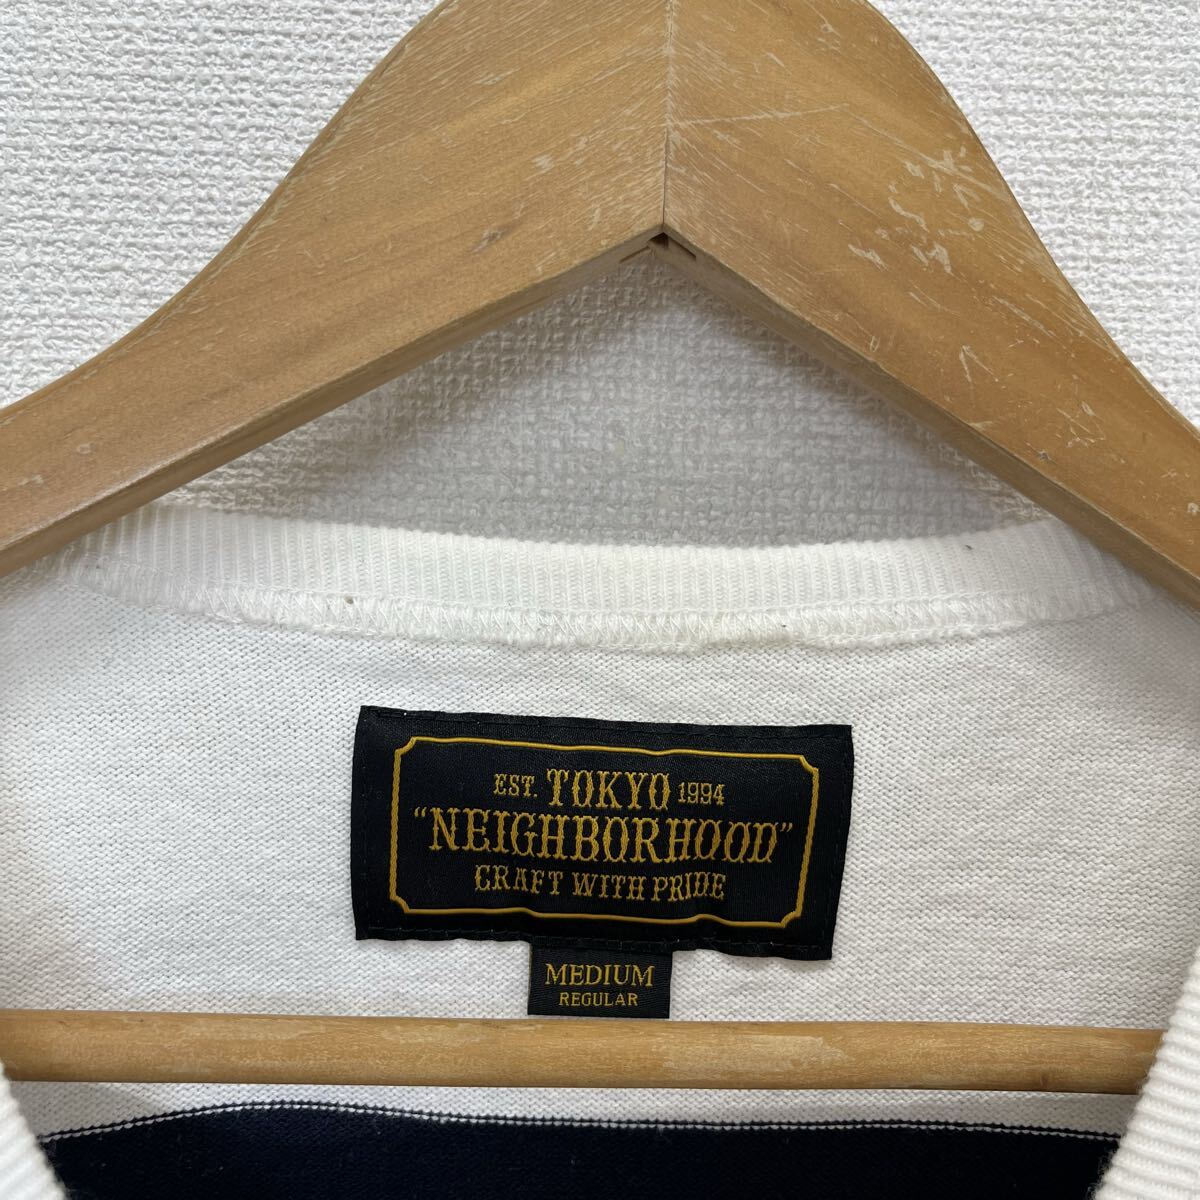 EST. TOKYO 1994
“NEIGHBORHOOD”
CRAFT WITH PRIDE
MEDIUM
REGULAR